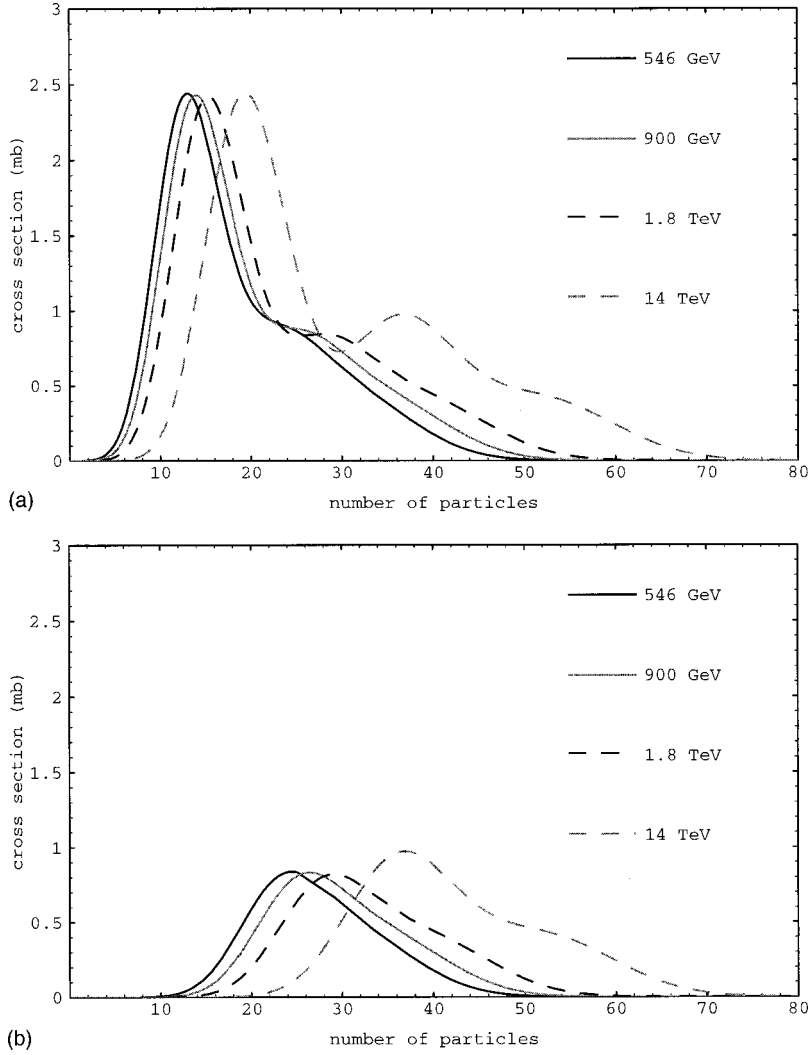 3
2.5
2
1.5
1
0.5
0
cross section (mb)
546 GeV
900 GeV
1.8 TeV
14 TeV
10 20 30 40 50 60 70 80
number of particles
(a)
3
2.5
2
1.5
1
0.5
0
cross section (mb)
546 GeV
900 GeV
1.8 TeV
14 TeV
10 20 30 40 50 60 70 80
number of particles
(b)